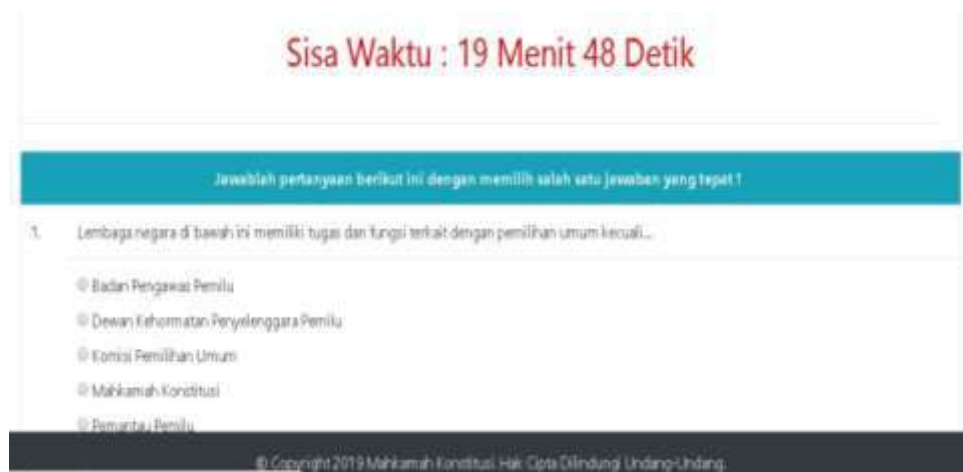 Sisa Waktu : 19 Menit 48 Detik
Jawablah pertanyaan berikut ini dengan memilih salah satu jawaban yang tepat !
1. Lembaga negara di bawah ini memiliki tugas dan fungsi terkait dengan pemilihan umum kecuali...
Badan Pengawas Pemilu
Dewan Kehormatan Penyelenggara Pemilu
Komisi Pemilihan Umum
Mahkamah Konstitusi
Pemantau Pemilu
© Copyright 2019 Mahkamah Konstitusi. Hak Cipta Dilindungi Undang-Undang.